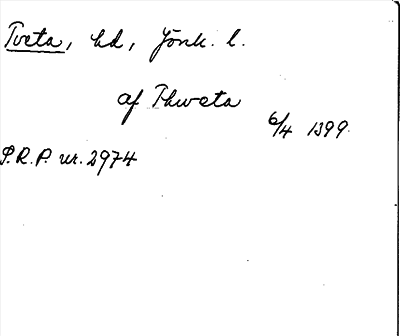 Tveta, hd, Jönk. l.
af Thweta
6/4 1399.
S.R.P. nr. 2974